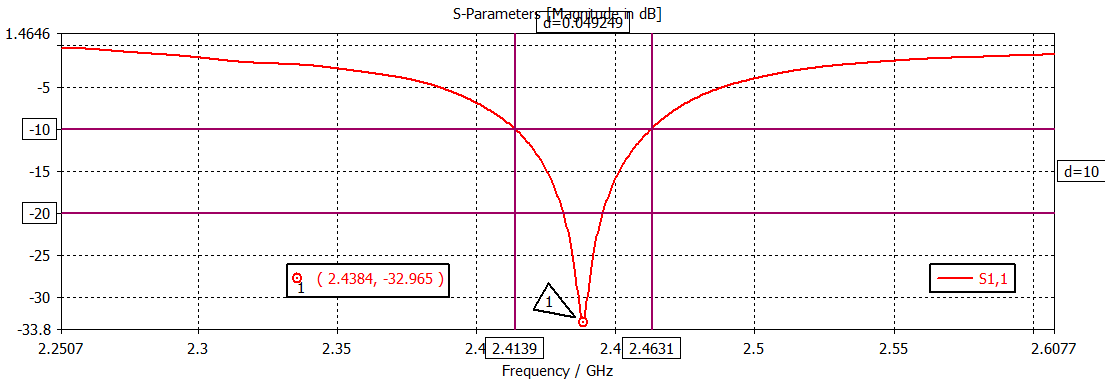 S-Parameters [Magnitude in dB]
d=0.049249
1.4646
-5
-10
-15
d=10
-20
-25
-30
-33.8
1 ( 2.4384, -32.965 )
1
S1,1
2.2507 2.3 2.35 2.4 2.4139 2.4 2.4631 2.5 2.55 2.6077
Frequency / GHz